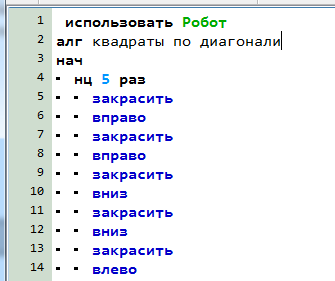 1 использовать Робот
2 алг квадраты по диагонали
3 нач
4 нц 5 раз
5 закрасить
6 вправо
7 закрасить
8 вправо
9 закрасить
10 вниз
11 закрасить
12 вниз
13 закрасить
14 влево